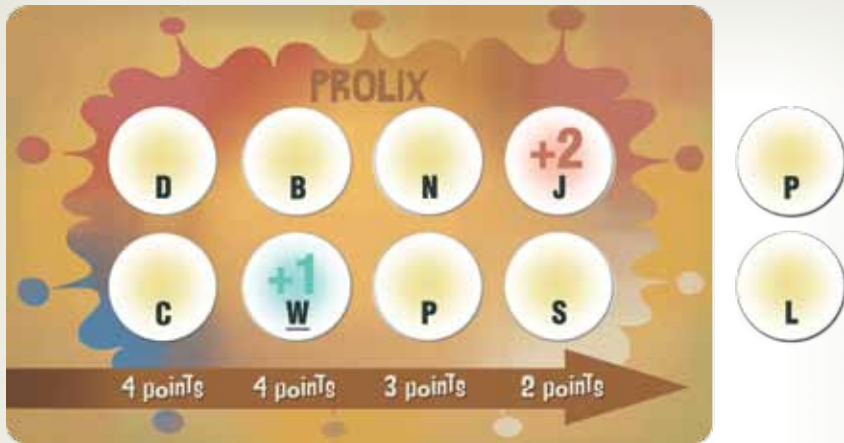 PROLIX
D B N +2 J P
C +1 W P S L
4 points 4 points 3 points 2 points